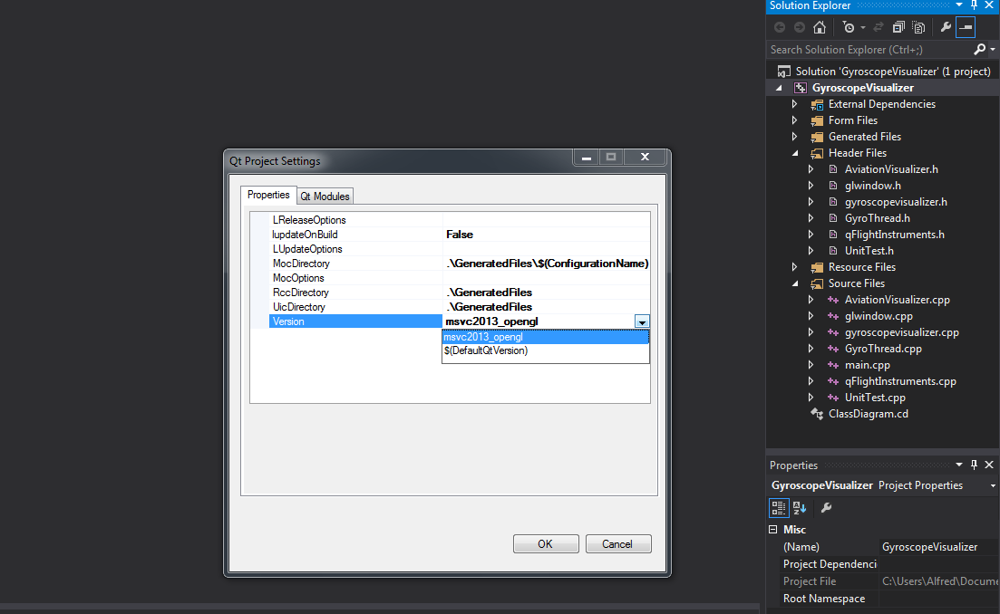 Solution Explorer
Search Solution Explorer (Ctrl+;)
Solution 'GyroscopeVisualizer' (1 project)
GyroscopeVisualizer
External Dependencies
Form Files
Generated Files
Header Files
AviationVisualizer.h
glwindow.h
gyroscopevisualizer.h
GyroThread.h
qFlightInstruments.h
UnitTest.h
Resource Files
Source Files
AviationVisualizer.cpp
glwindow.cpp
gyroscopevisualizer.cpp
GyroThread.cpp
main.cpp
qFlightInstruments.cpp
UnitTest.cpp
ClassDiagram.cd
Qt Project Settings
Properties Qt Modules
LReleaseOptions
lupdateOnBuild False
LUpdateOptions
MocDirectory .\GeneratedFiles\$(ConfigurationName)
MocOptions
RccDirectory .\GeneratedFiles
UicDirectory .\GeneratedFiles
Version msvc2013_opengl
msvc2013_opengl
$(DefaultQtVersion)
OK Cancel
Properties
GyroscopeVisualizer Project Properties
Misc
(Name) GyroscopeVisualizer
Project Dependenci
Project File C:\Users\Alfred\Docume
Root Namespace